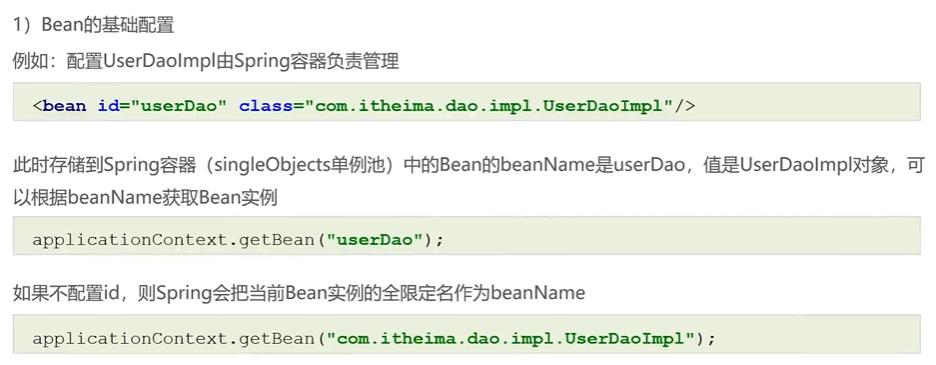 1）Bean的基础配置
例如：配置UserDaoImpl由Spring容器负责管理
<bean id="userDao" class="com.itheima.dao.impl.UserDaoImpl"/>
此时存储到Spring容器（singleObjects单例池）中的Bean的beanName是userDao，值是UserDaoImpl对象，可
以根据beanName获取Bean实例
applicationContext.getBean("userDao");
如果不配置id，则Spring会把当前Bean实例的全限定名作为beanName
applicationContext.getBean("com.itheima.dao.impl.UserDaoImpl");